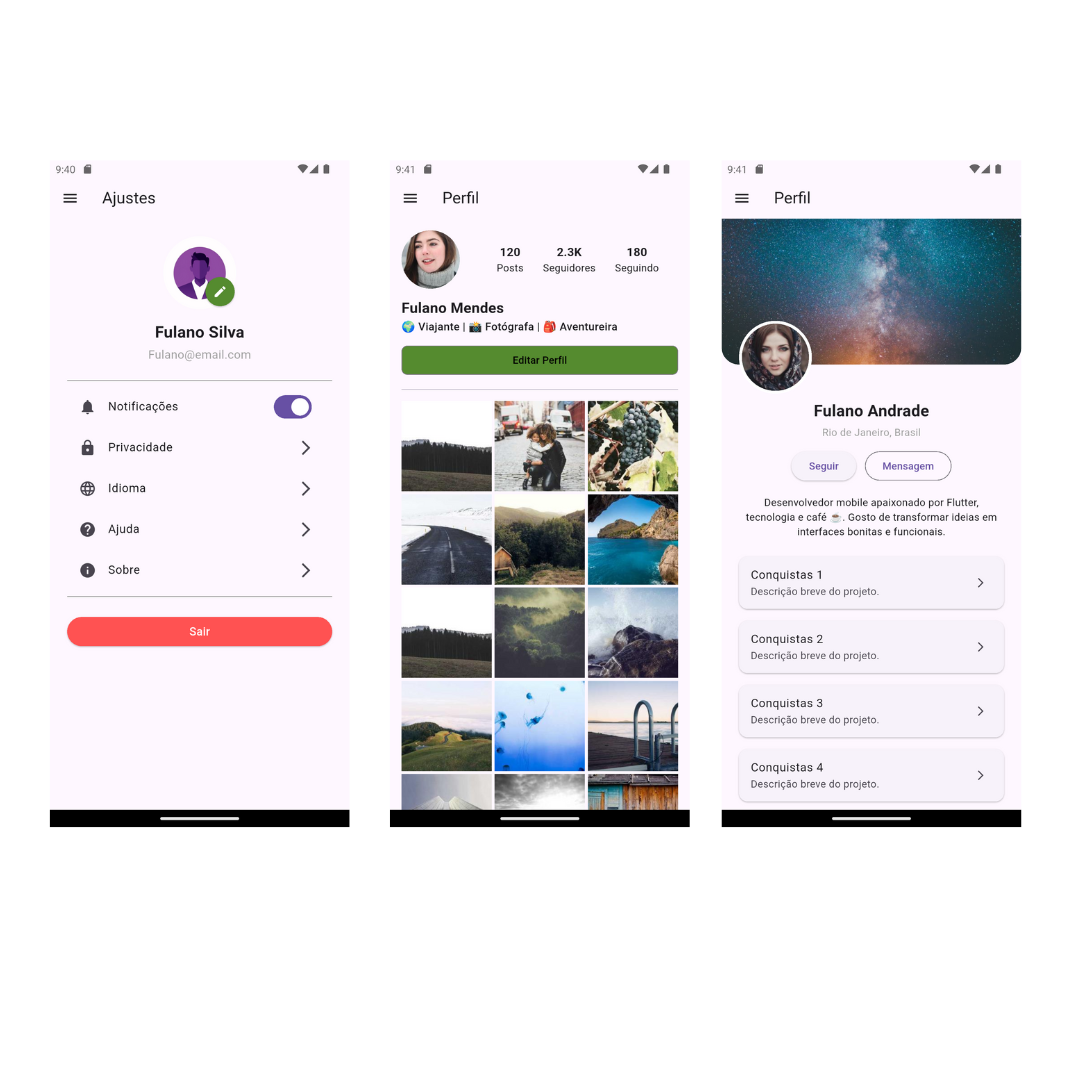 9:40
Ajustes
Fulano Silva
Fulano@email.com
Notificações
Privacidade
Idioma
Ajuda
Sobre
Sair
9:41
Perfil
120 2.3K 180
Posts Seguidores Seguindo
Fulano Mendes
🌍 Viajante | 📸 Fotógrafa | 🎒 Aventureira
Editar Perfil
9:41
Perfil
Fulano Andrade
Rio de Janeiro, Brasil
Seguir Mensagem
Desenvolvedor mobile apaixonado por Flutter,
tecnologia e café ☕. Gosto de transformar ideias em
interfaces bonitas e funcionais.
Conquistas 1
Descrição breve do projeto.
Conquistas 2
Descrição breve do projeto.
Conquistas 3
Descrição breve do projeto.
Conquistas 4
Descrição breve do projeto.